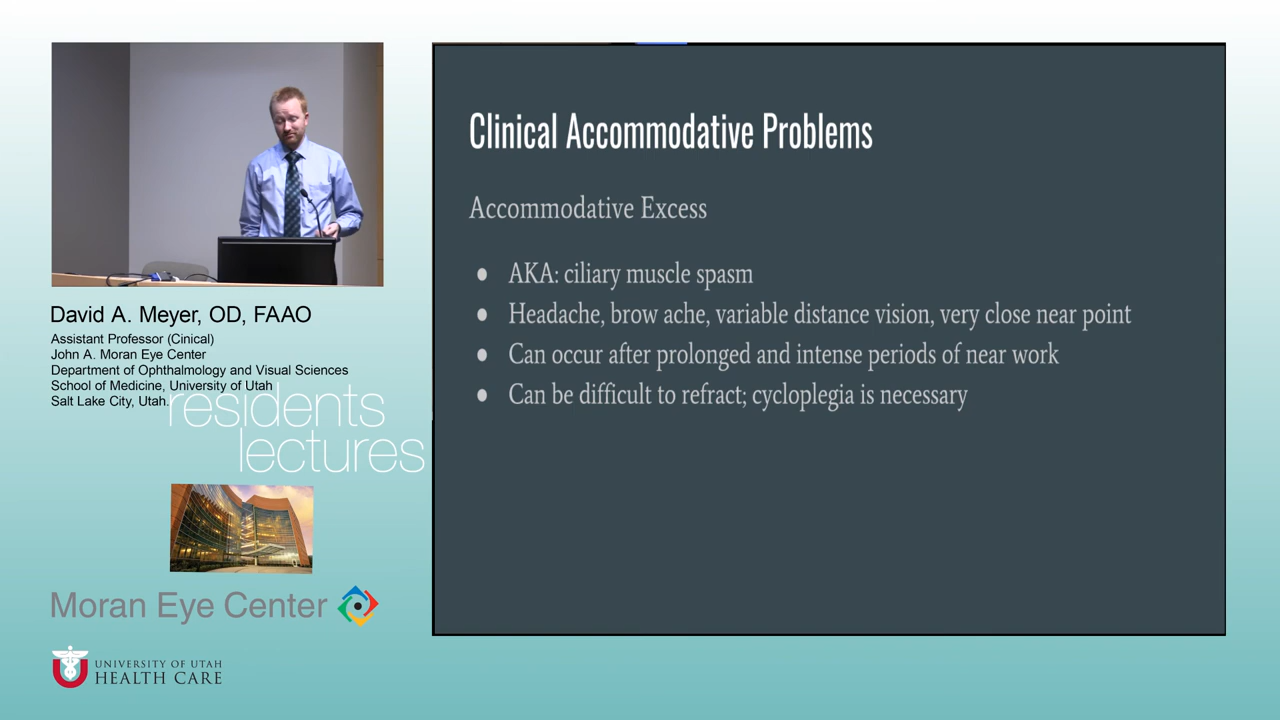 David A. Meyer, OD, FAAO
Assistant Professor (Cinical)
John A. Moran Eye Center
Department of Ophthalmology and Visual Sciences
School of Medicine, University of Utah
Salt Lake City, Utah.
residents
lectures
Moran Eye Center
UNIVERSITY OF UTAH
HEALTH CARE
Clinical Accommodative Problems
Accommodative Excess
● AKA: ciliary muscle spasm
● Headache, brow ache, variable distance vision, very close near point
● Can occur after prolonged and intense periods of near work
● Can be difficult to refract; cycloplegia is necessary